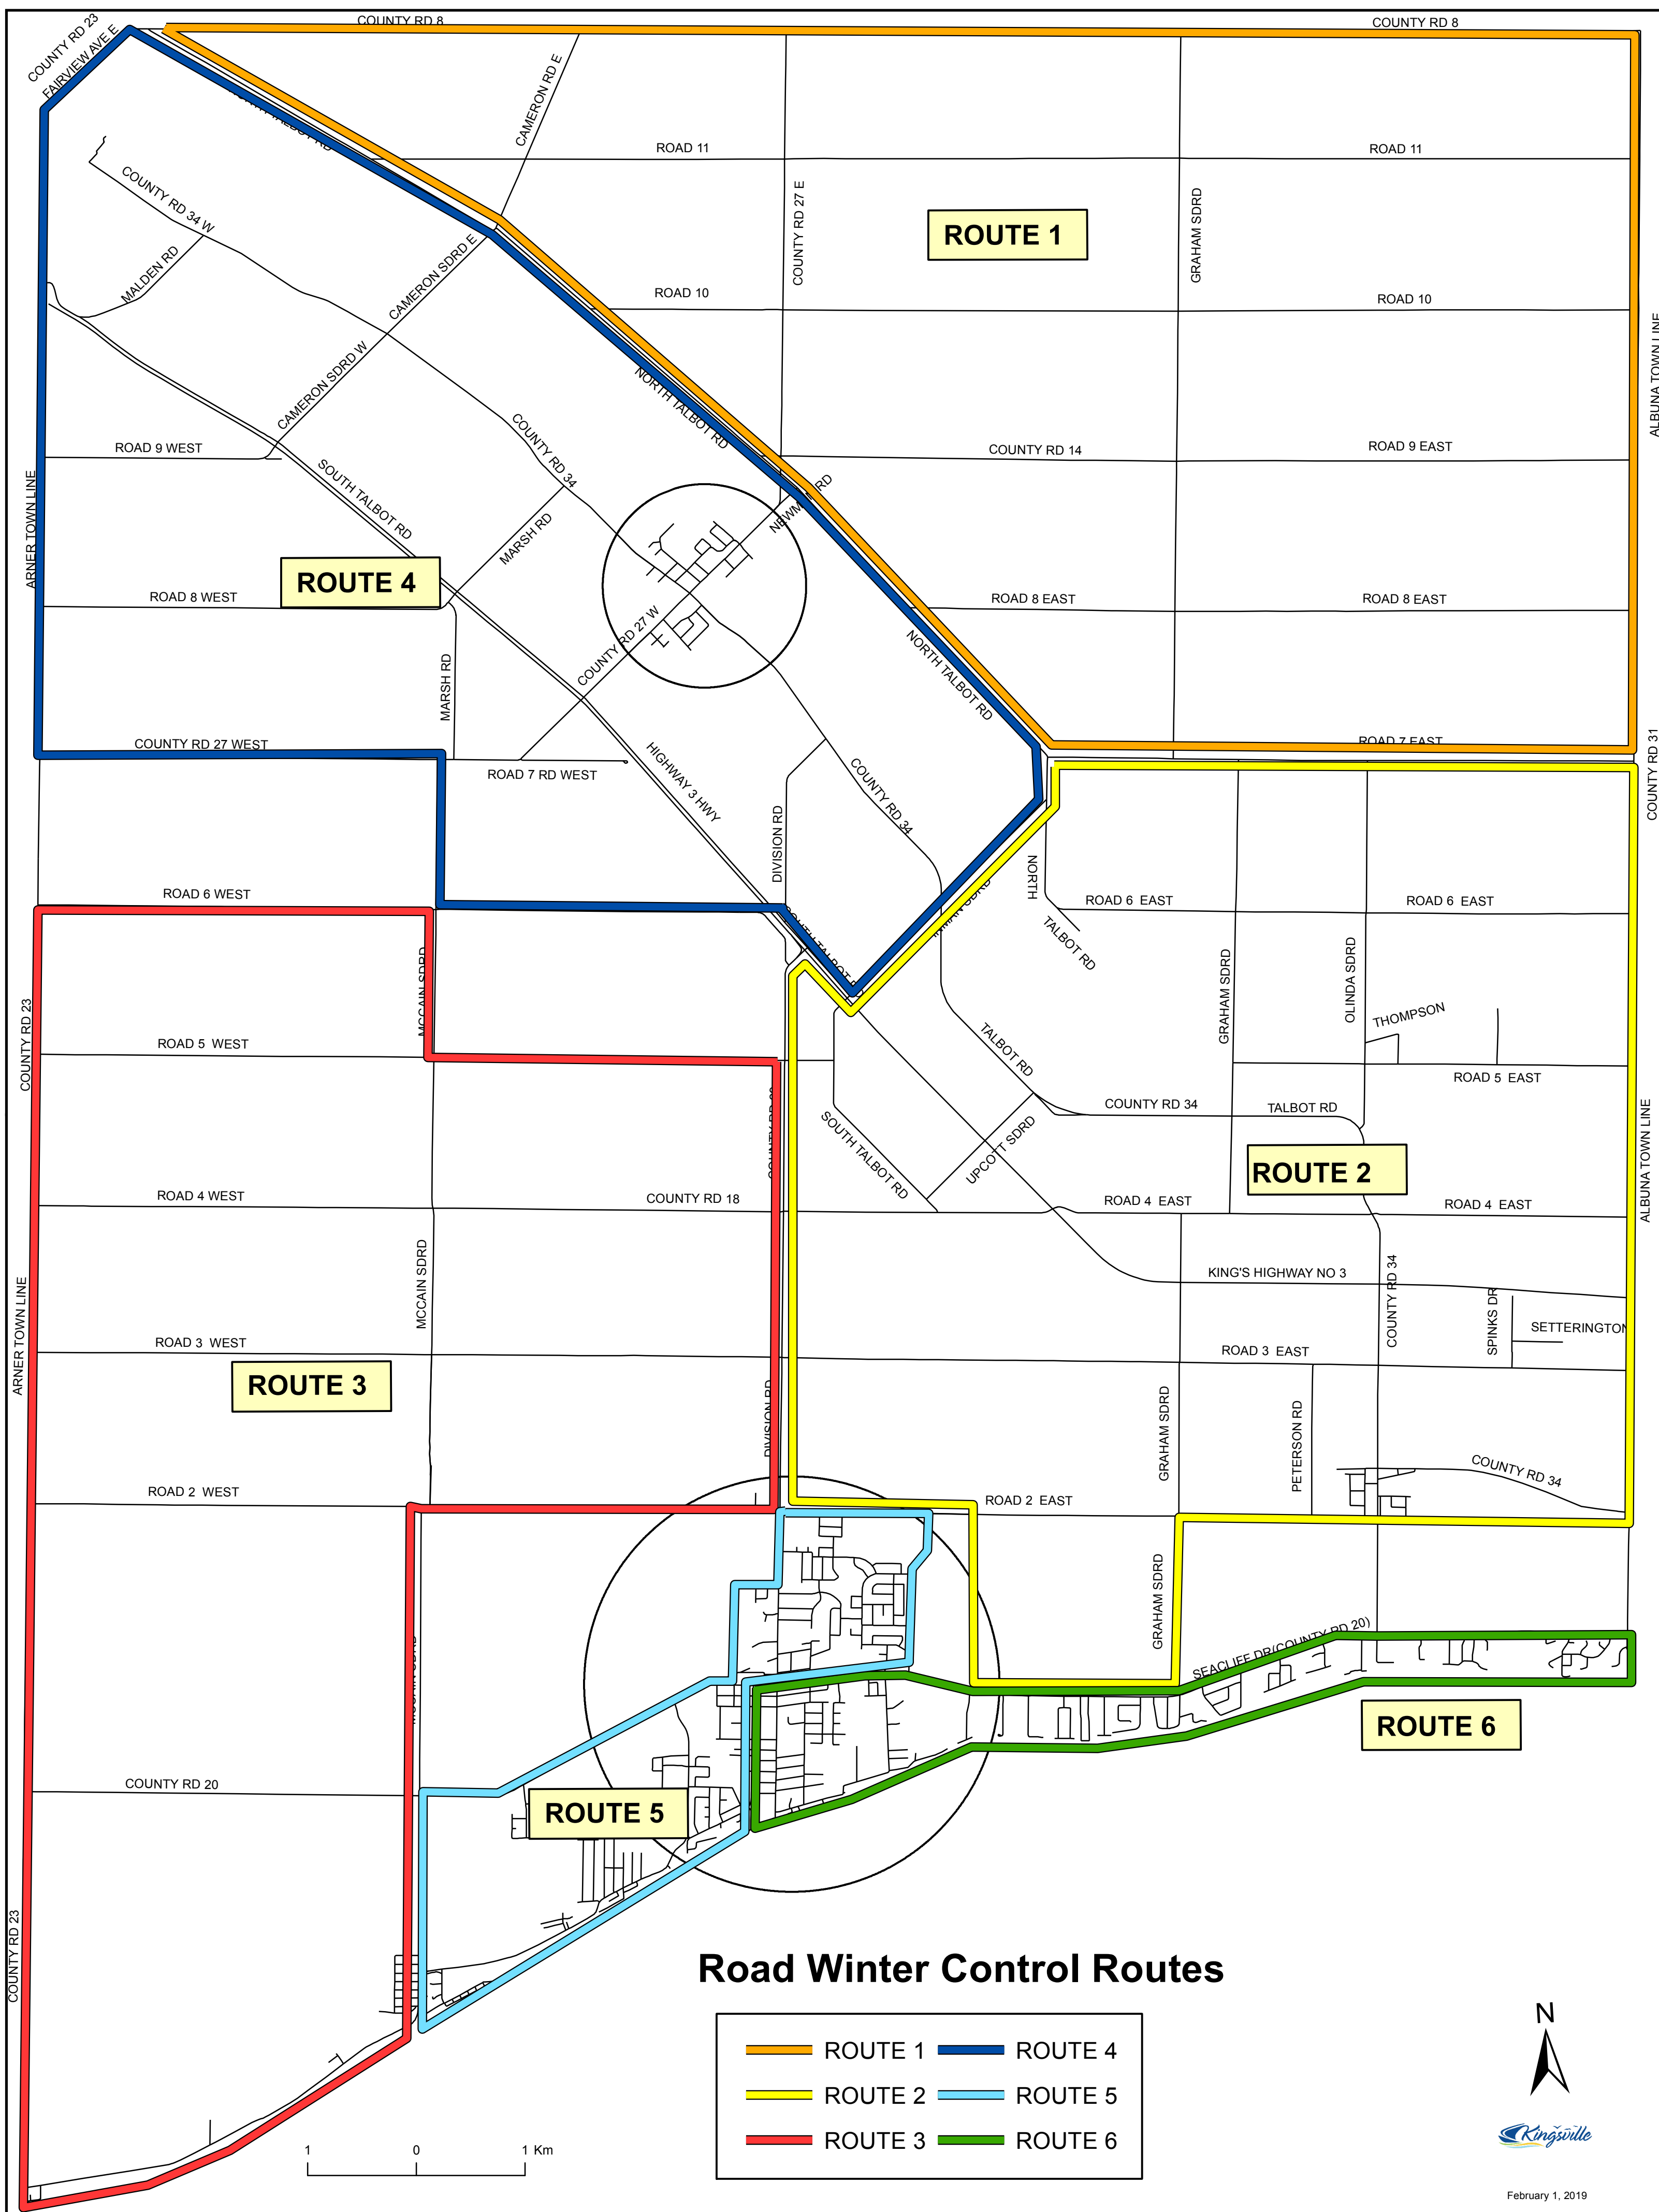 COUNTY RD 8
COUNTY RD 8
COUNTY RD 23
FAIRVIEW AVE E
CAMERON RD E
ROAD 11
ROAD 11
COUNTY RD 34 W
COUNTY RD 27 E
GRAHAM SDRD
ROUTE 1
MALDEN RD
CAMERON SDRD E
ROAD 10
ROAD 10
ALBUNA TOWN LINE
CAMERON SDRD W
NORTH TALBOT RD
ROAD 9 WEST
COUNTY RD 34
COUNTY RD 14
ROAD 9 EAST
SOUTH TALBOT RD
ARNER TOWN LINE
MARSH RD
ROUTE 4
ROAD 8 WEST
ROAD 8 EAST
ROAD 8 EAST
COUNTY RD 27 W
NORTH TALBOT RD
MARSH RD
COUNTY RD 27 WEST
ROAD 7 EAST
COUNTY RD 31
ROAD 7 RD WEST
HIGHWAY 3 HWY
COUNTY RD 34
DIVISION RD
NORTH
TALBOT RD
ROAD 6 WEST
ROAD 6 EAST
ROAD 6 EAST
SOUTH TALBOT
MCCAIN SDRD
GRAHAM SDRD
OLINDA SDRD
THOMPSON
COUNTY RD 23
ROAD 5 WEST
TALBOT RD
ROAD 5 EAST
COUNTY RD 34
TALBOT RD
SOUTH TALBOT RD
UPCOTT SDRD
ALBUNA TOWN LINE
ROUTE 2
ROAD 4 WEST
COUNTY RD 18
ROAD 4 EAST
ROAD 4 EAST
MCCAIN SDRD
KING'S HIGHWAY NO 3
COUNTY RD 34
SPINKS DR
SETTERINGTON
ARNER TOWN LINE
ROAD 3 WEST
ROAD 3 EAST
ROUTE 3
DIVISION RD
GRAHAM SDRD
PETERSON RD
COUNTY RD 34
ROAD 2 WEST
ROAD 2 EAST
GRAHAM SDRD
SEACLIFF DR(COUNTY RD 20)
ROUTE 6
COUNTY RD 20
ROUTE 5
COUNTY RD 23
Road Winter Control Routes
ROUTE 1
ROUTE 4
ROUTE 2
ROUTE 5
ROUTE 3
ROUTE 6
1 0 1 Km
N
Kingsville
February 1, 2019